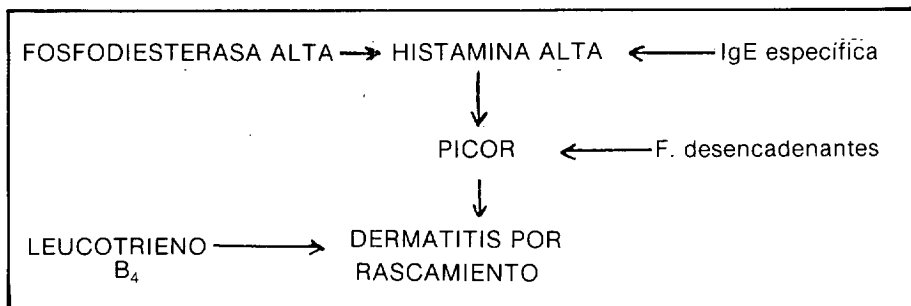 FOSFODIESTERASA ALTA → HISTAMINA ALTA ← IgE específica
PICOR ← F. desencadenantes
LEUCOTRIENO B₄ → DERMATITIS POR
RASCAMIENTO